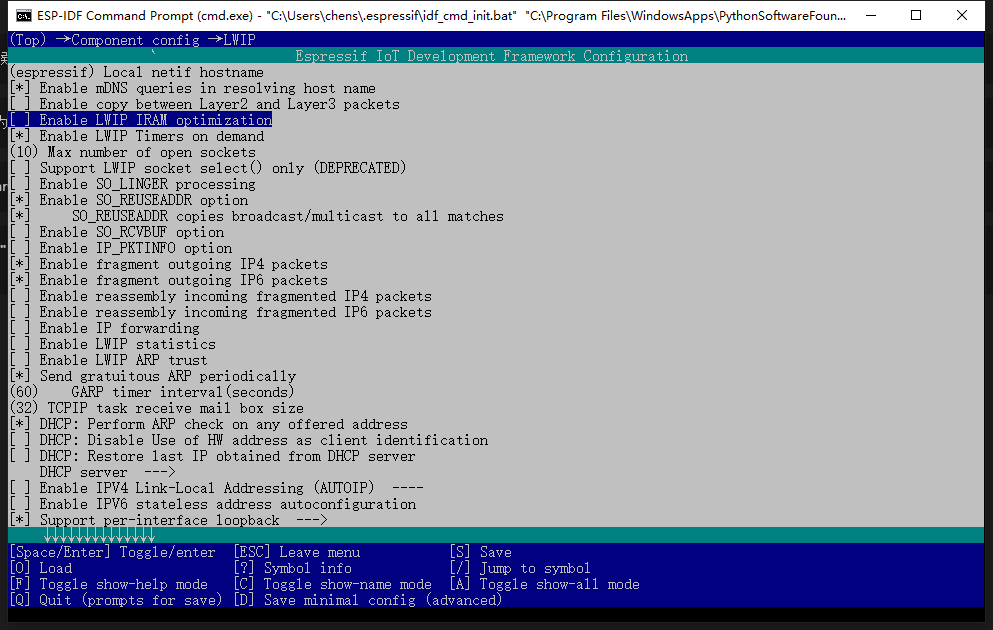 ESP-IDF Command Prompt (cmd.exe) - "C:\Users\chens\.espressif\idf_cmd_init.bat" "C:\Program Files\WindowsApps\PythonSoftwareFoun...
(Top) →Component config →LWIP
Espressif IoT Development Framework Configuration
(espressif) Local netif hostname
[*] Enable mDNS queries in resolving host name
[ ] Enable copy between Layer2 and Layer3 packets
[ ] Enable LWIP IRAM optimization
[*] Enable LWIP Timers on demand
(10) Max number of open sockets
[ ] Support LWIP socket select() only (DEPRECATED)
[ ] Enable SO_LINGER processing
[*] Enable SO_REUSEADDR option
[*]     SO_REUSEADDR copies broadcast/multicast to all matches
[ ] Enable SO_RCVBUF option
[ ] Enable IP_PKTINFO option
[*] Enable fragment outgoing IP4 packets
[*] Enable fragment outgoing IP6 packets
[ ] Enable reassembly incoming fragmented IP4 packets
[ ] Enable reassembly incoming fragmented IP6 packets
[ ] Enable IP forwarding
[ ] Enable LWIP statistics
[ ] Enable LWIP ARP trust
[*] Send gratuitous ARP periodically
(60)    GARP timer interval(seconds)
(32) TCPIP task receive mail box size
[*] DHCP: Perform ARP check on any offered address
[ ] DHCP: Disable Use of HW address as client identification
[ ] DHCP: Restore last IP obtained from DHCP server
DHCP server  --->
[ ] Enable IPV4 Link-Local Addressing (AUTOIP)  ----
[ ] Enable IPV6 stateless address autoconfiguration
[*] Support per-interface loopback  --->
↓↓↓↓↓↓↓↓↓↓↓↓↓↓
[Space/Enter] Toggle/enter  [ESC] Leave menu           [S] Save
[O] Load                    [?] Symbol info            [/] Jump to symbol
[F] Toggle show-help mode   [C] Toggle show-name mode  [A] Toggle show-all mode
[Q] Quit (prompts for save) [D] Save minimal config (advanced)